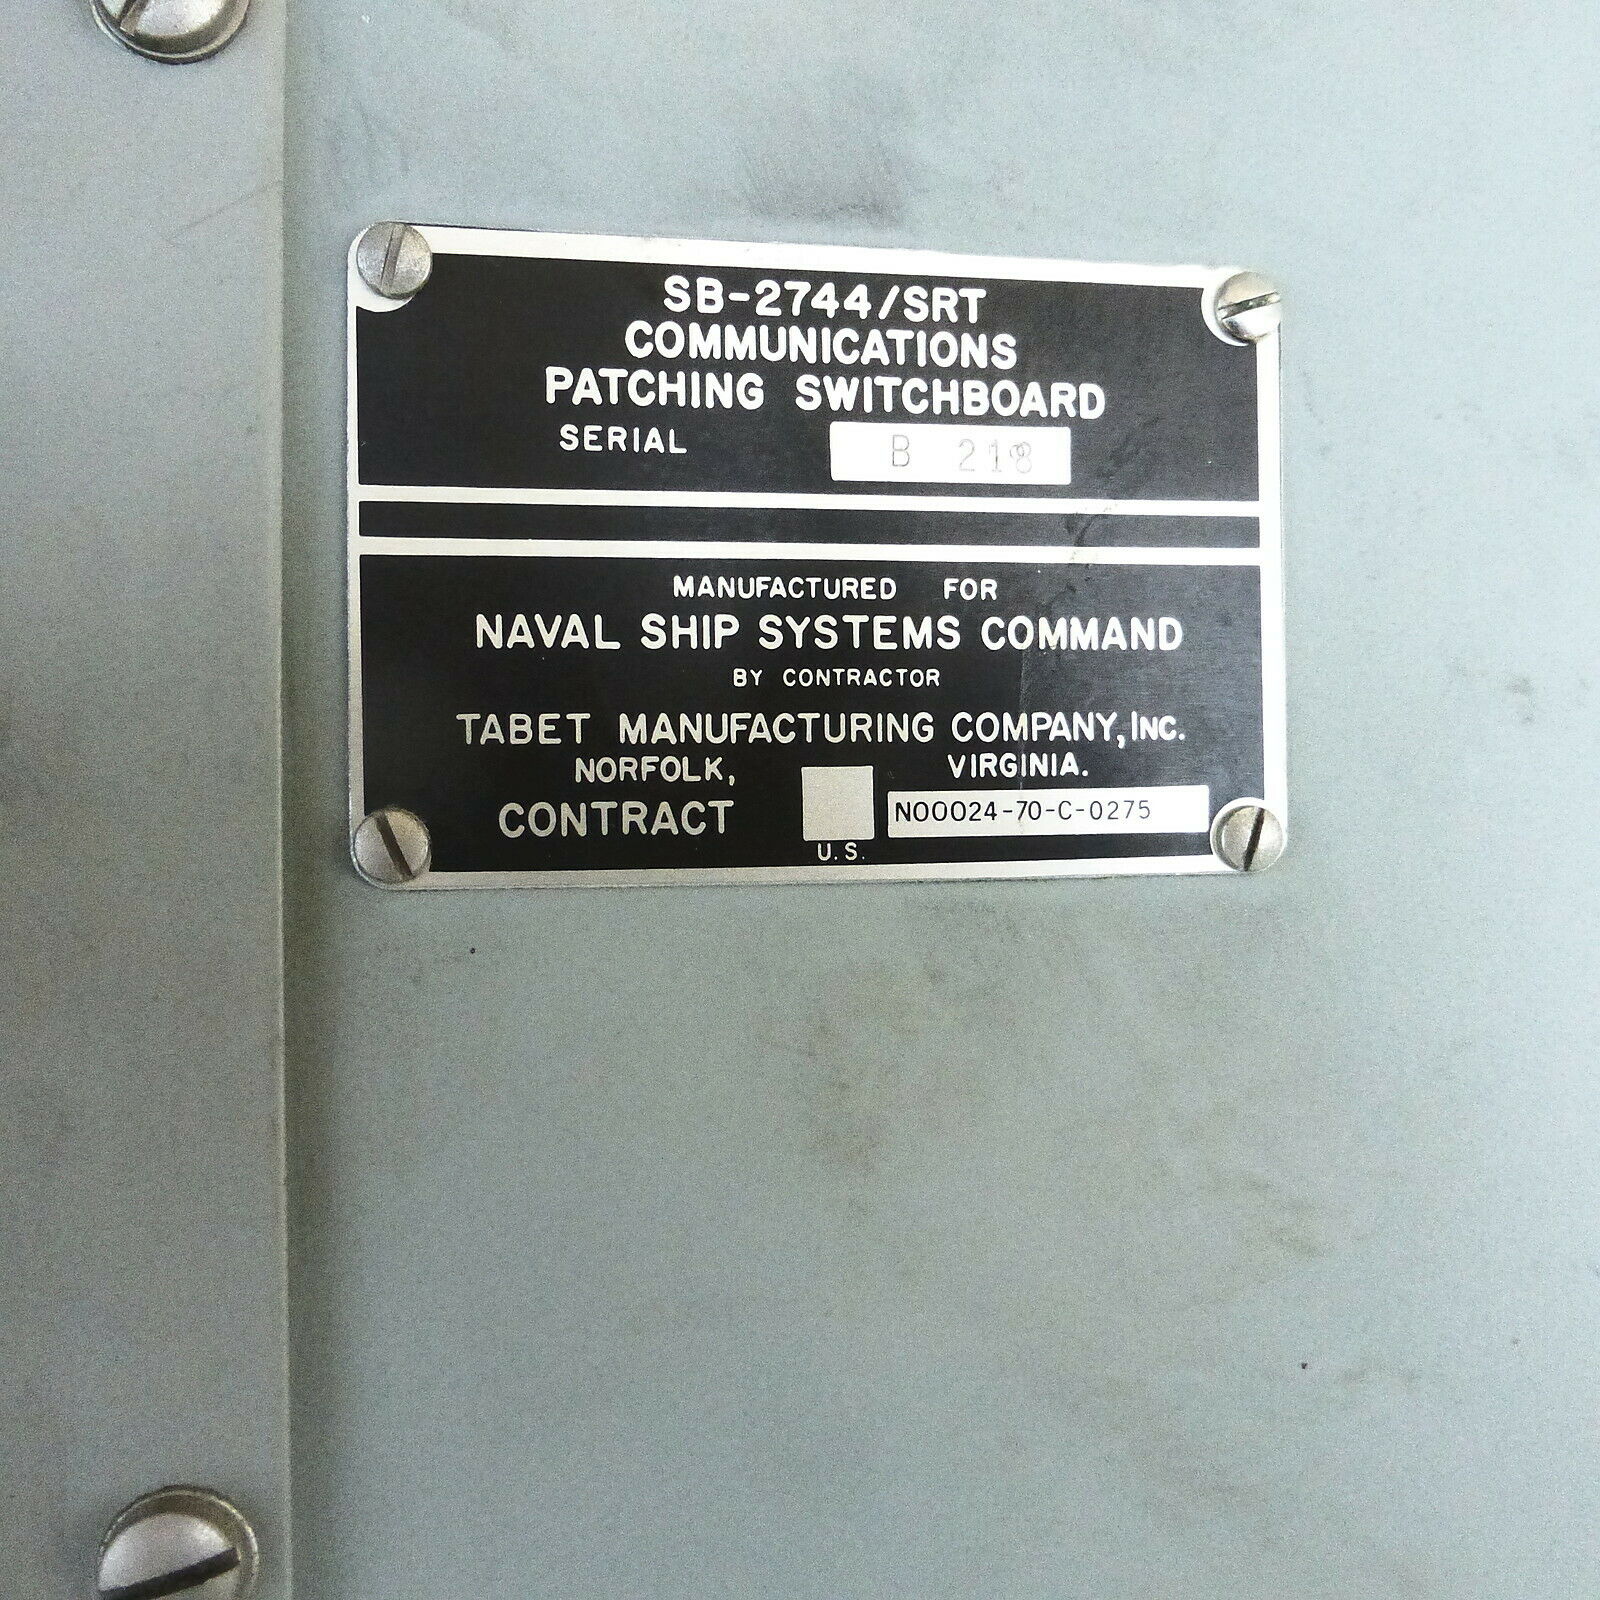 SB-2744/SRT
COMMUNICATIONS
PATCHING SWITCHBOARD
SERIAL B 218
MANUFACTURED FOR
NAVAL SHIP SYSTEMS COMMAND
BY CONTRACTOR
TABET MANUFACTURING COMPANY, INC.
NORFOLK, VIRGINIA.
CONTRACT N00024-70-C-0275
U.S.